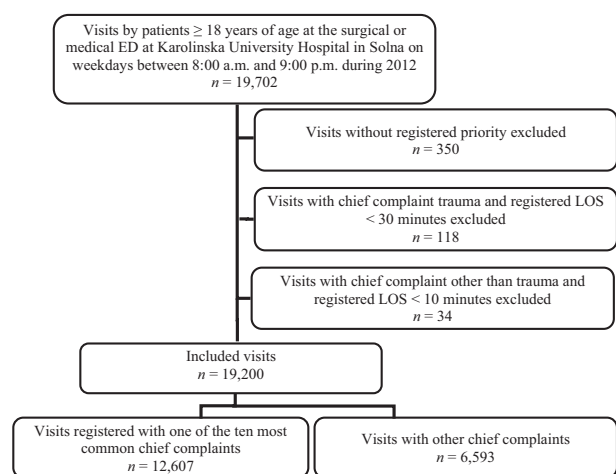 Visits by patients ≥ 18 years of age at the surgical or
medical ED at Karolinska University Hospital in Solna on
weekdays between 8:00 a.m. and 9:00 p.m. during 2012
n = 19,702
Visits without registered priority excluded
n = 350
Visits with chief complaint trauma and registered LOS
< 30 minutes excluded
n = 118
Visits with chief complaint other than trauma and
registered LOS < 10 minutes excluded
n = 34
Included visits
n = 19,200
Visits registered with one of the ten most
common chief complaints
n = 12,607
Visits with other chief complaints
n = 6,593